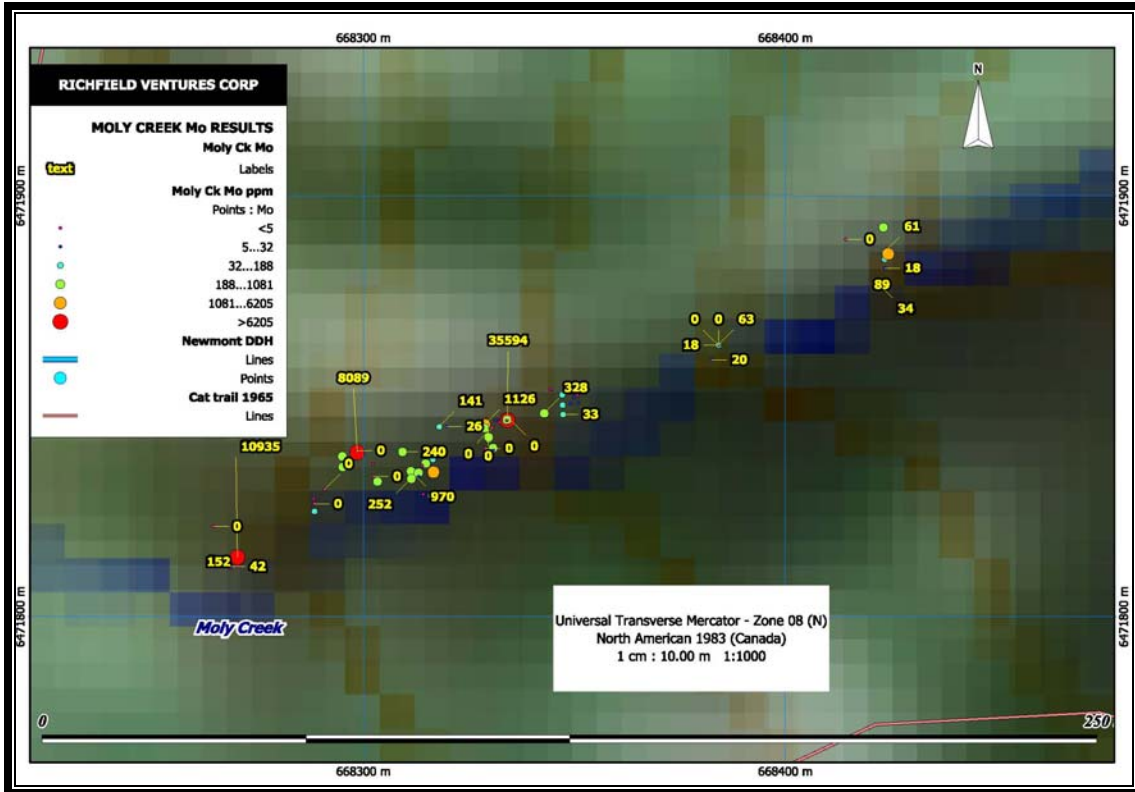 668300 m
668400 m
RICHFIELD VENTURES CORP
N
MOLY CREEK Mo RESULTS
Moly Ck Mo
text
Labels
Moly Ck Mo ppm
Points : Mo
<5
5...32
32...188
188...1081
1081...6205
>6205
Newmont DDH
Lines
Points
Cat trail 1965
Lines
6471900 m
6471900 m
61
0
18
89
34
0 0 63
18
20
35594
8089
328
141
1126
26
33
0
240
0 0
0
0
10935
0
0
252
970
0
0
152
42
6471800 m
6471800 m
Moly Creek
Universal Transverse Mercator - Zone 08 (N)
North American 1983 (Canada)
1 cm : 10.00 m 1:1000
0
250
668300 m
668400 m